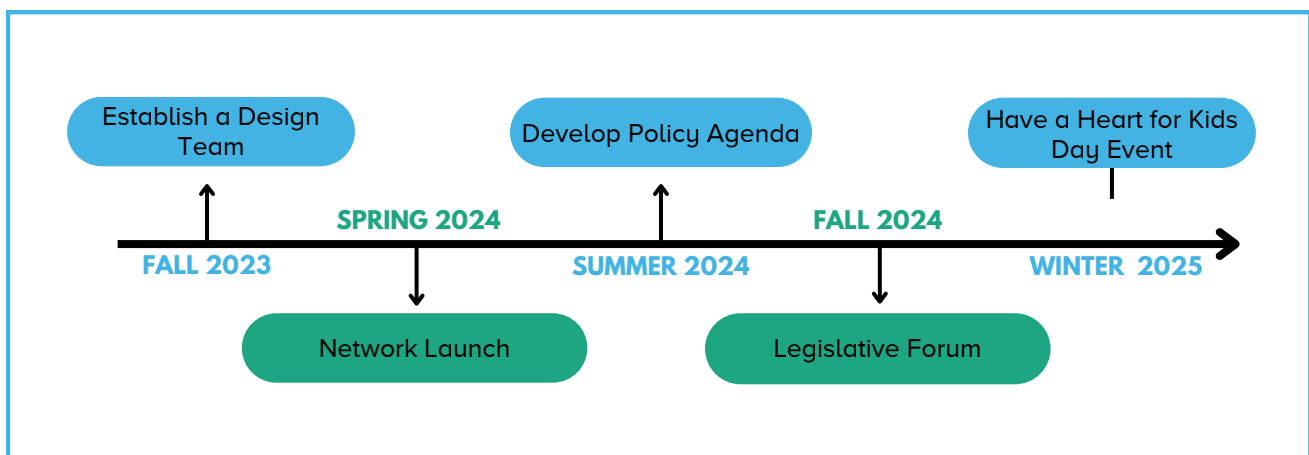 Establish a Design
Team
Develop Policy Agenda
Have a Heart for Kids
Day Event
SPRING 2024
FALL 2024
FALL 2023
SUMMER 2024
WINTER 2025
Network Launch
Legislative Forum